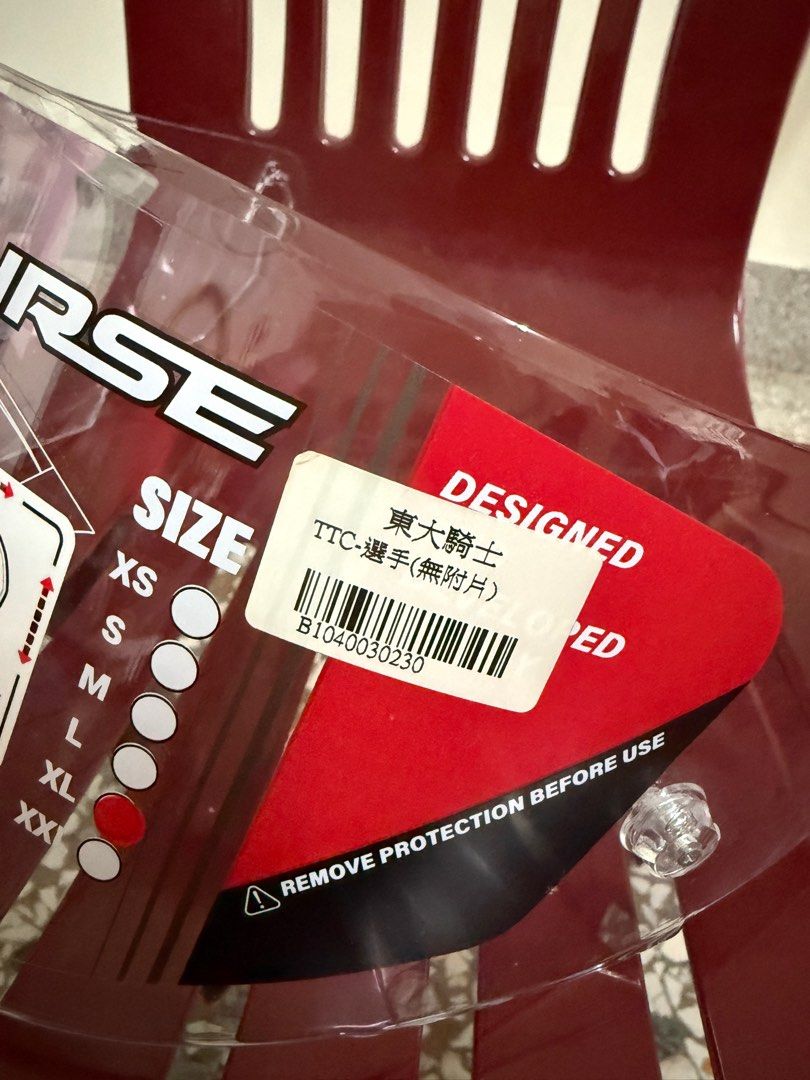 RSE
SIZE
XS
S
M
L
XL
XXL
DESIGNED
東大騎士
TTC-選手(無附片)
B1040030230
REMOVE PROTECTION BEFORE USE